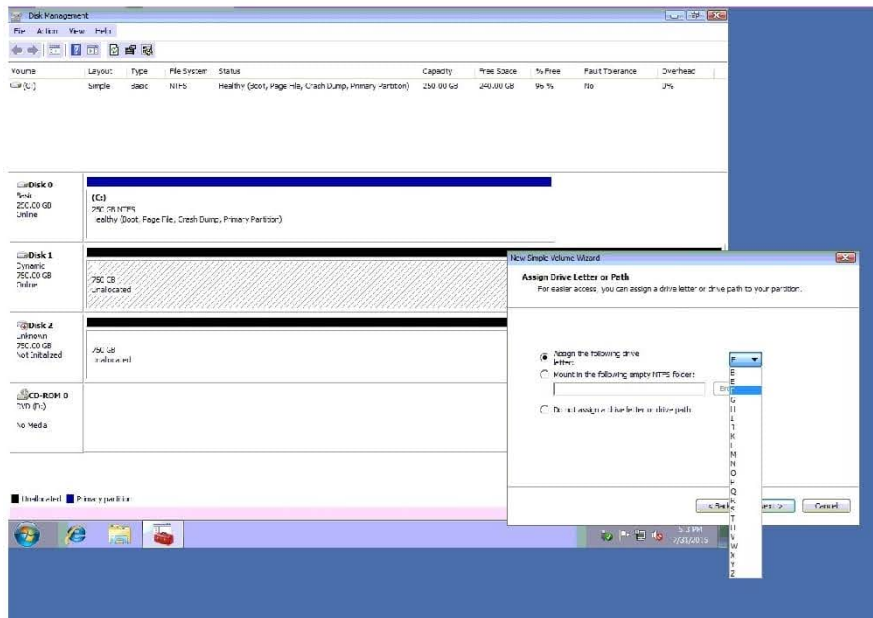 Disk Management
File Action View Help
Volume Layout Type File System Status Capacity Free Space % Free Fault Tolerance Overhead
(C:) Simple Basic NTFS Healthy (Boot, Page File, Crash Dump, Primary Partition) 250.00 GB 240.00 GB 96 % No 0%
Disk 0
Basic
250.00 GB
Online
(C:)
250 GB NTFS
Healthy (Boot, Page File, Crash Dump, Primary Partition)
Disk 1
Dynamic
750.00 GB
Online
750 GB
Unallocated
Disk 2
Unknown
750.00 GB
Not Initialized
750 GB
Unallocated
CD-ROM 0
DVD (D:)
No Media
Unallocated Primary partition
New Simple Volume Wizard
Assign Drive Letter or Path
For easier access, you can assign a drive letter or drive path to your partition.
Assign the following drive
letter:
Mount in the following empty NTFS folder:
Do not assign a drive letter or drive path
F
B
E
F
G
H
I
J
K
L
M
N
O
P
Q
R
S
T
U
V
W
X
Y
Z
< Back Next > Cancel